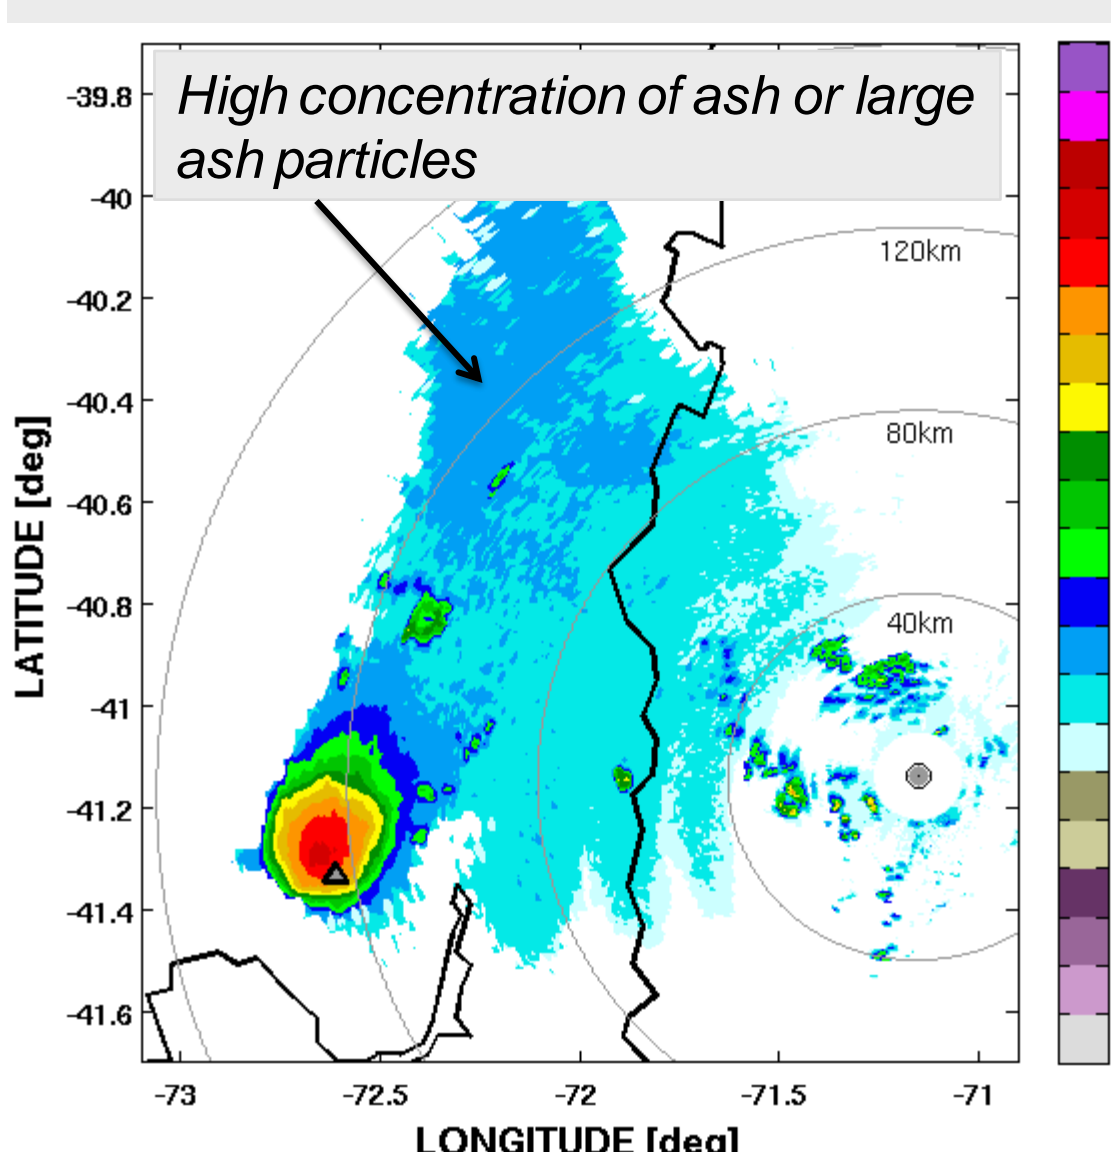 High concentration of ash or large
ash particles
-39.8
-40
120km
-40.2
-40.4
80km
-40.6
-40.8
40km
-41
-41.2
-41.4
-41.6
LATITUDE [deg]
-73
-72.5
-72
-71.5
-71
LONGITUDE [deg]